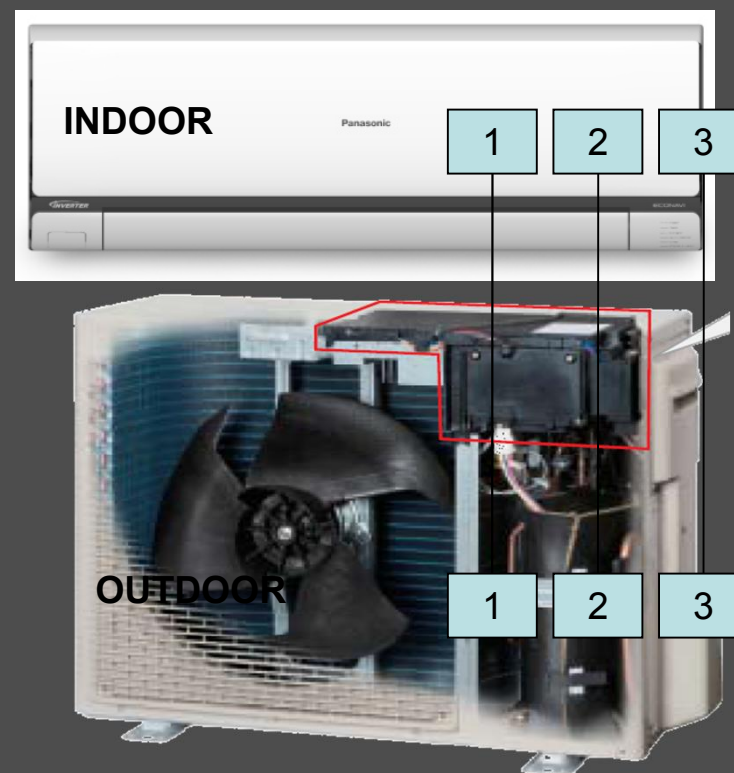 INDOOR
Panasonic
1 2 3
INVERTER
ECONAVI
OUTDOOR
1 2 3